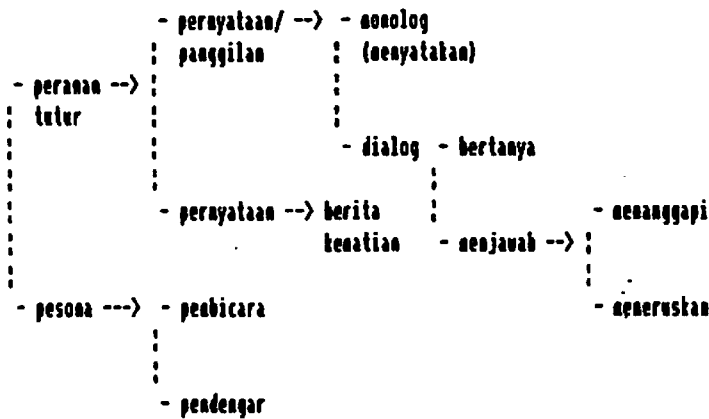 - pernyataan/ --> - monolog
panggilan (menyatakan)
- peranan -->
tutur
- dialog - bertanya
- pernyataan --> berita - menanggapi
kematian - menjawab -->
- pesona ---> - pembicara - meneruskan
- pendengar